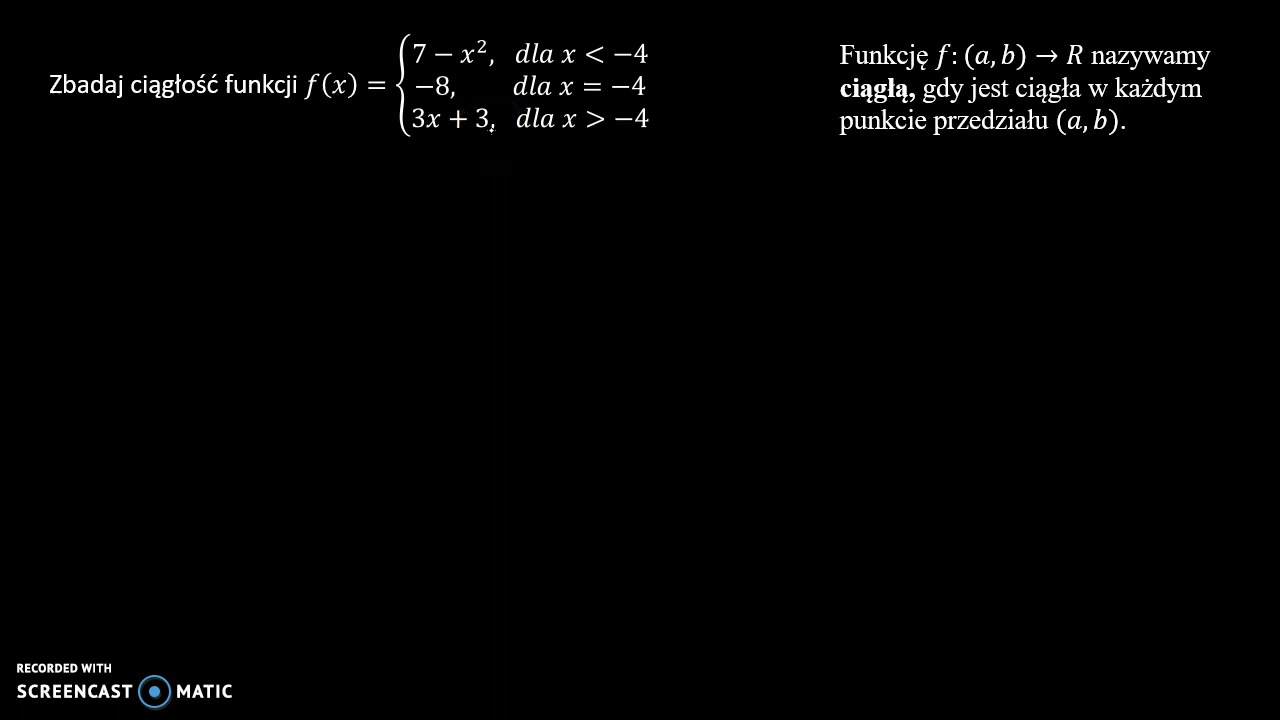 Zbadaj ciągłość funkcji f(x) = {
7 − x², dla x < −4
−8, dla x = −4
3x + 3, dla x > −4
Funkcję f: (a, b) → R nazywamy
ciągłą, gdy jest ciągła w każdym
punkcie przedziału (a, b).
RECORDED WITH
SCREENCAST MATIC